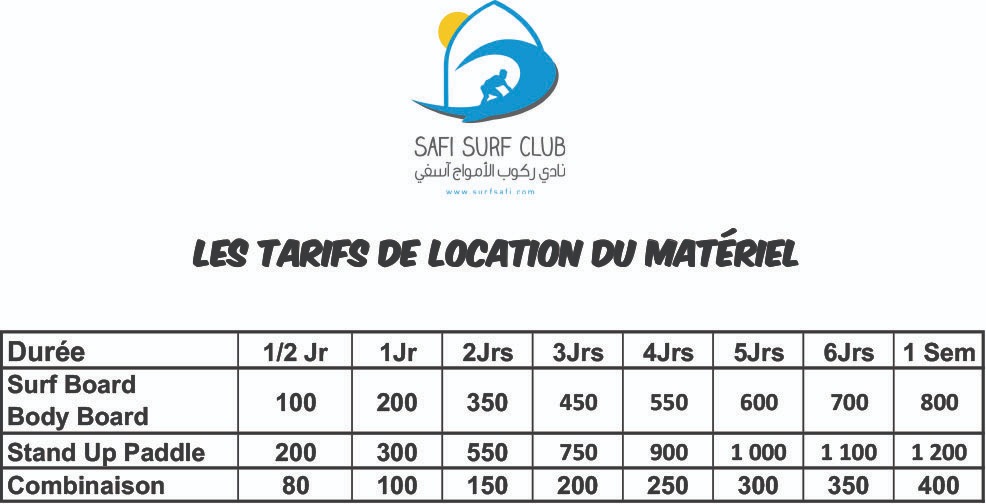 SAFI SURF CLUB
نادي ركوب الأمواج آسفي
www.surfsafi.com
LES TARIFS DE LOCATION DU MATÉRIEL
Durée 1/2 Jr 1Jr 2Jrs 3Jrs 4Jrs 5Jrs 6Jrs 1 Sem
Surf Board
Body Board 100 200 350 450 550 600 700 800
Stand Up Paddle 200 300 550 750 900 1 000 1 100 1 200
Combinaison 80 100 150 200 250 300 350 400